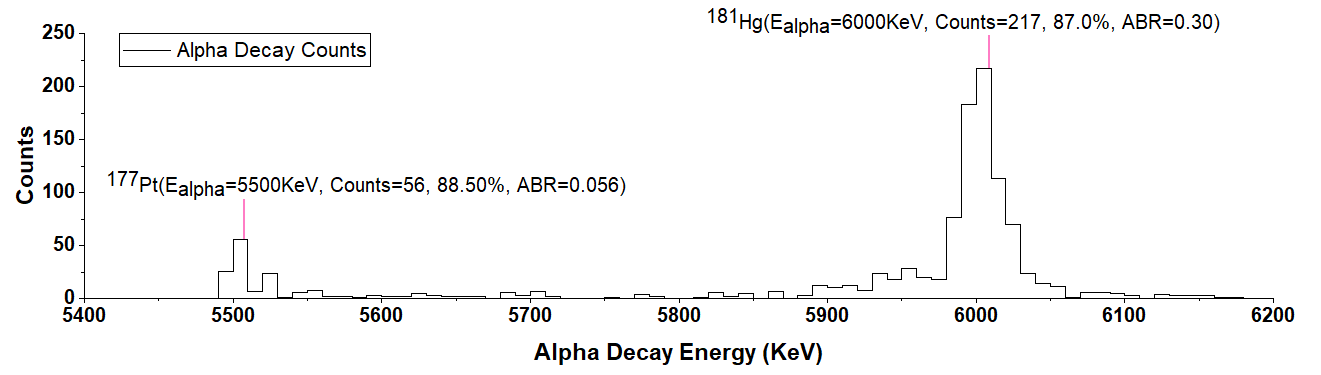 181Hg(Ealpha=6000KeV, Counts=217, 87.0%, ABR=0.30)
250
Alpha Decay Counts
200
150
Counts
177Pt(Ealpha=5500KeV, Counts=56, 88.50%, ABR=0.056)
100
50
0
5400 5500 5600 5700 5800 5900 6000 6100 6200
Alpha Decay Energy (KeV)